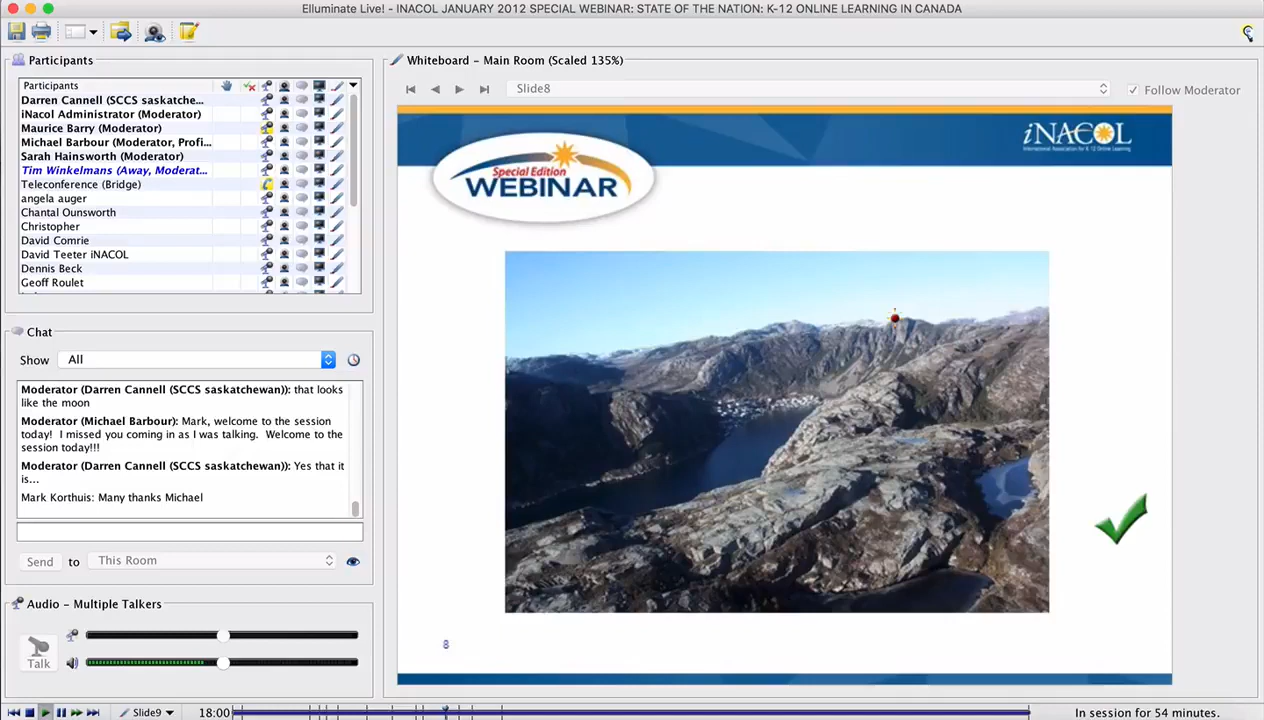 Elluminate Live! - INACOL JANUARY 2012 SPECIAL WEBINAR: STATE OF THE NATION: K-12 ONLINE LEARNING IN CANADA
Participants
Participants
Darren Cannell (SCCS saskatche...
iNacol Administrator (Moderator)
Maurice Barry (Moderator)
Michael Barbour (Moderator, Profi...
Sarah Hainsworth (Moderator)
Tim Winkelmans (Away, Moderat...
Teleconference (Bridge)
angela auger
Chantal Ounsworth
Christopher
David Comrie
David Teeter iNACOL
Dennis Beck
Geoff Roulet
Chat
Show All
Moderator (Darren Cannell (SCCS saskatchewan)): that looks
like the moon
Moderator (Michael Barbour): Mark, welcome to the session
today! I missed you coming in as I was talking. Welcome to the
session today!!!
Moderator (Darren Cannell (SCCS saskatchewan)): Yes that it
is...
Mark Korthuis: Many thanks Michael
Send to This Room
Audio - Multiple Talkers
Talk
Whiteboard - Main Room (Scaled 135%)
Slide8 Follow Moderator
iNACOL
International Association for K-12 Online Learning
Special Edition
WEBINAR
8
Slide9 18:00 In session for 54 minutes.